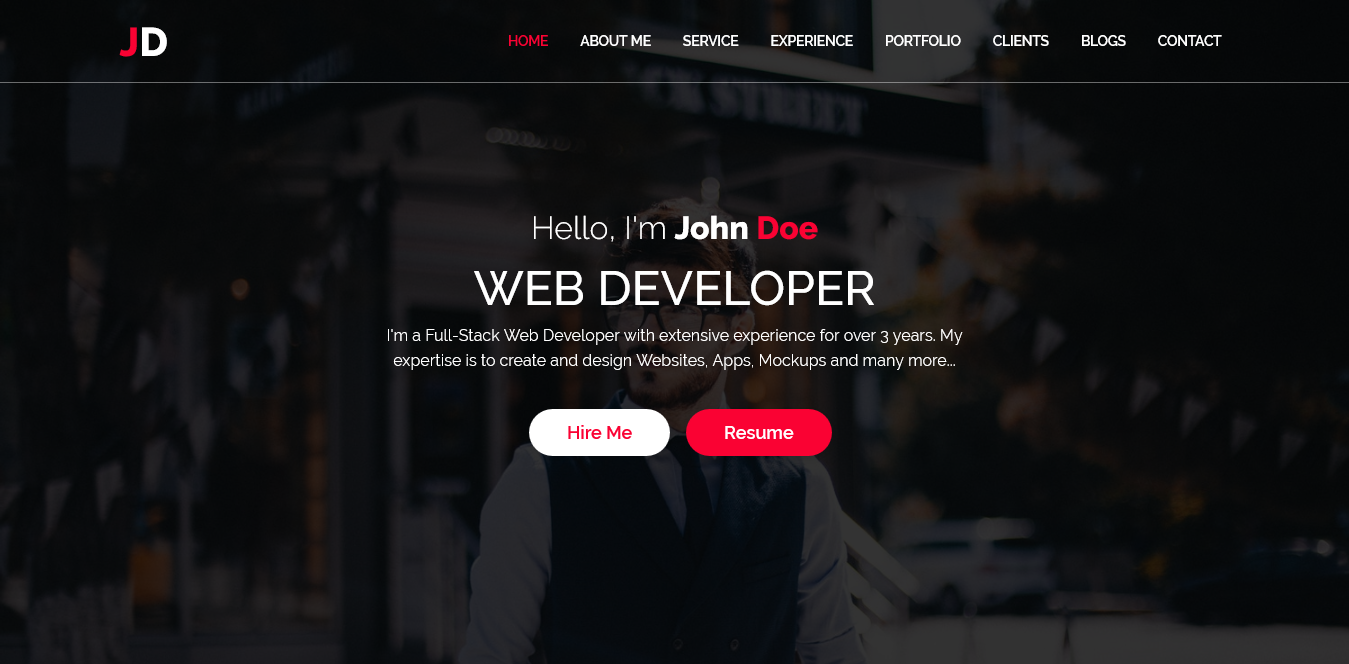 JD
HOME ABOUT ME SERVICE EXPERIENCE PORTFOLIO CLIENTS BLOGS CONTACT
Hello, I'm John Doe
WEB DEVELOPER
I'm a Full-Stack Web Developer with extensive experience for over 3 years. My
expertise is to create and design Websites, Apps, Mockups and many more...
Hire Me Resume